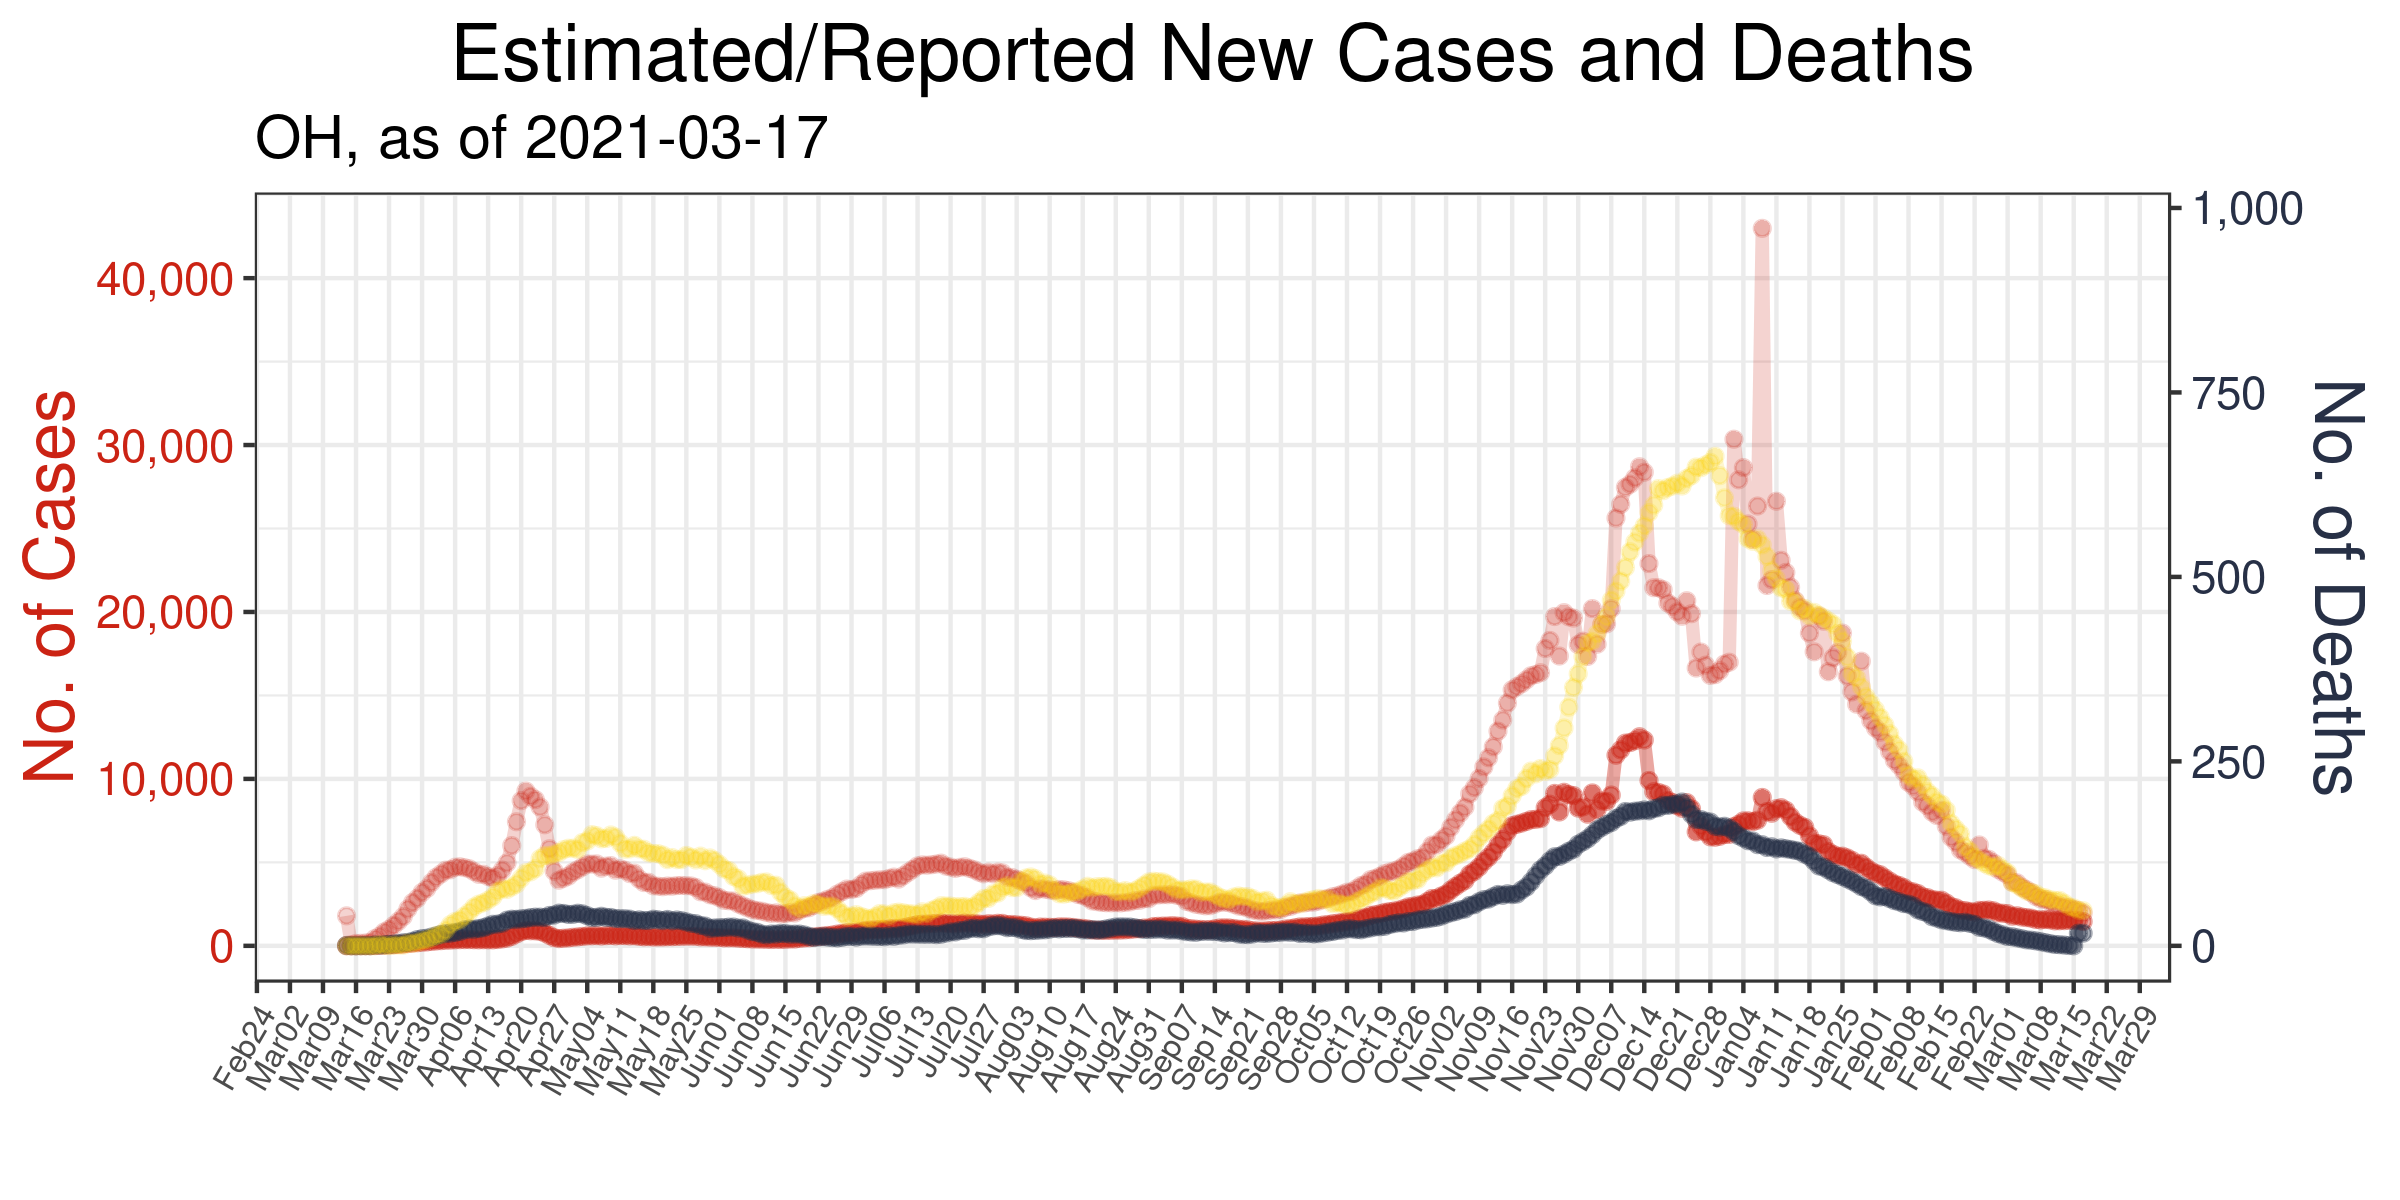 Estimated/Reported New Cases and Deaths
OH, as of 2021-03-17
No. of Cases
40,000
30,000
20,000
10,000
0
1,000
750
500
250
0
No. of Deaths
Feb24
Mar02
Mar09
Mar16
Mar23
Mar30
Apr06
Apr13
Apr20
Apr27
May04
May11
May18
May25
Jun01
Jun08
Jun15
Jun22
Jun29
Jul06
Jul13
Jul20
Jul27
Aug03
Aug10
Aug17
Aug24
Aug31
Sep07
Sep14
Sep21
Sep28
Oct05
Oct12
Oct19
Oct26
Nov02
Nov09
Nov16
Nov23
Nov30
Dec07
Dec14
Dec21
Dec28
Jan04
Jan11
Jan18
Jan25
Feb01
Feb08
Feb15
Feb22
Mar01
Mar08
Mar15
Mar22
Mar29